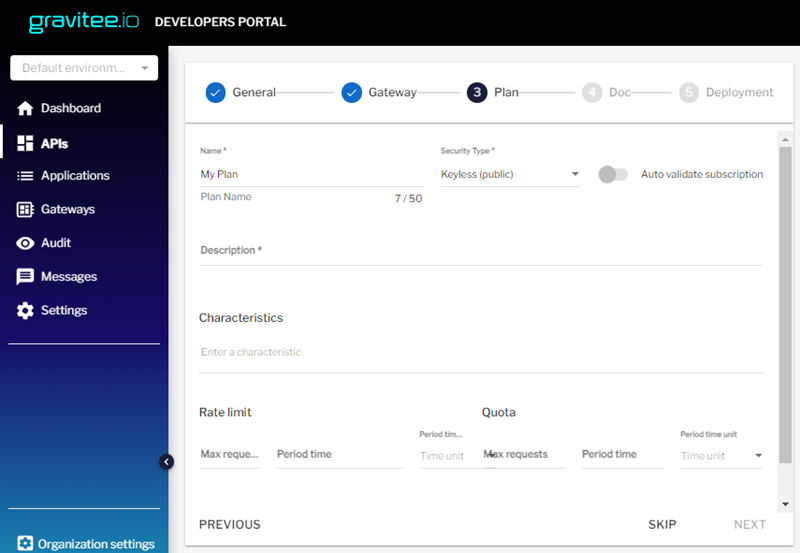 gravitee.io DEVELOPERS PORTAL
Default environm...
Dashboard
APIs
Applications
Gateways
Audit
Messages
Settings
Organization settings
General
Gateway
3 Plan
4 Doc
5 Deployment
Name *
My Plan
Plan Name
7 / 50
Security Type *
Keyless (public)
Auto validate subscription
Description *
Characteristics
Enter a characteristic
Rate limit
Max reque...
Period time
Period tim...
Time unit
Quota
Max requests
Period time
Period time unit
Time unit
PREVIOUS
SKIP
NEXT